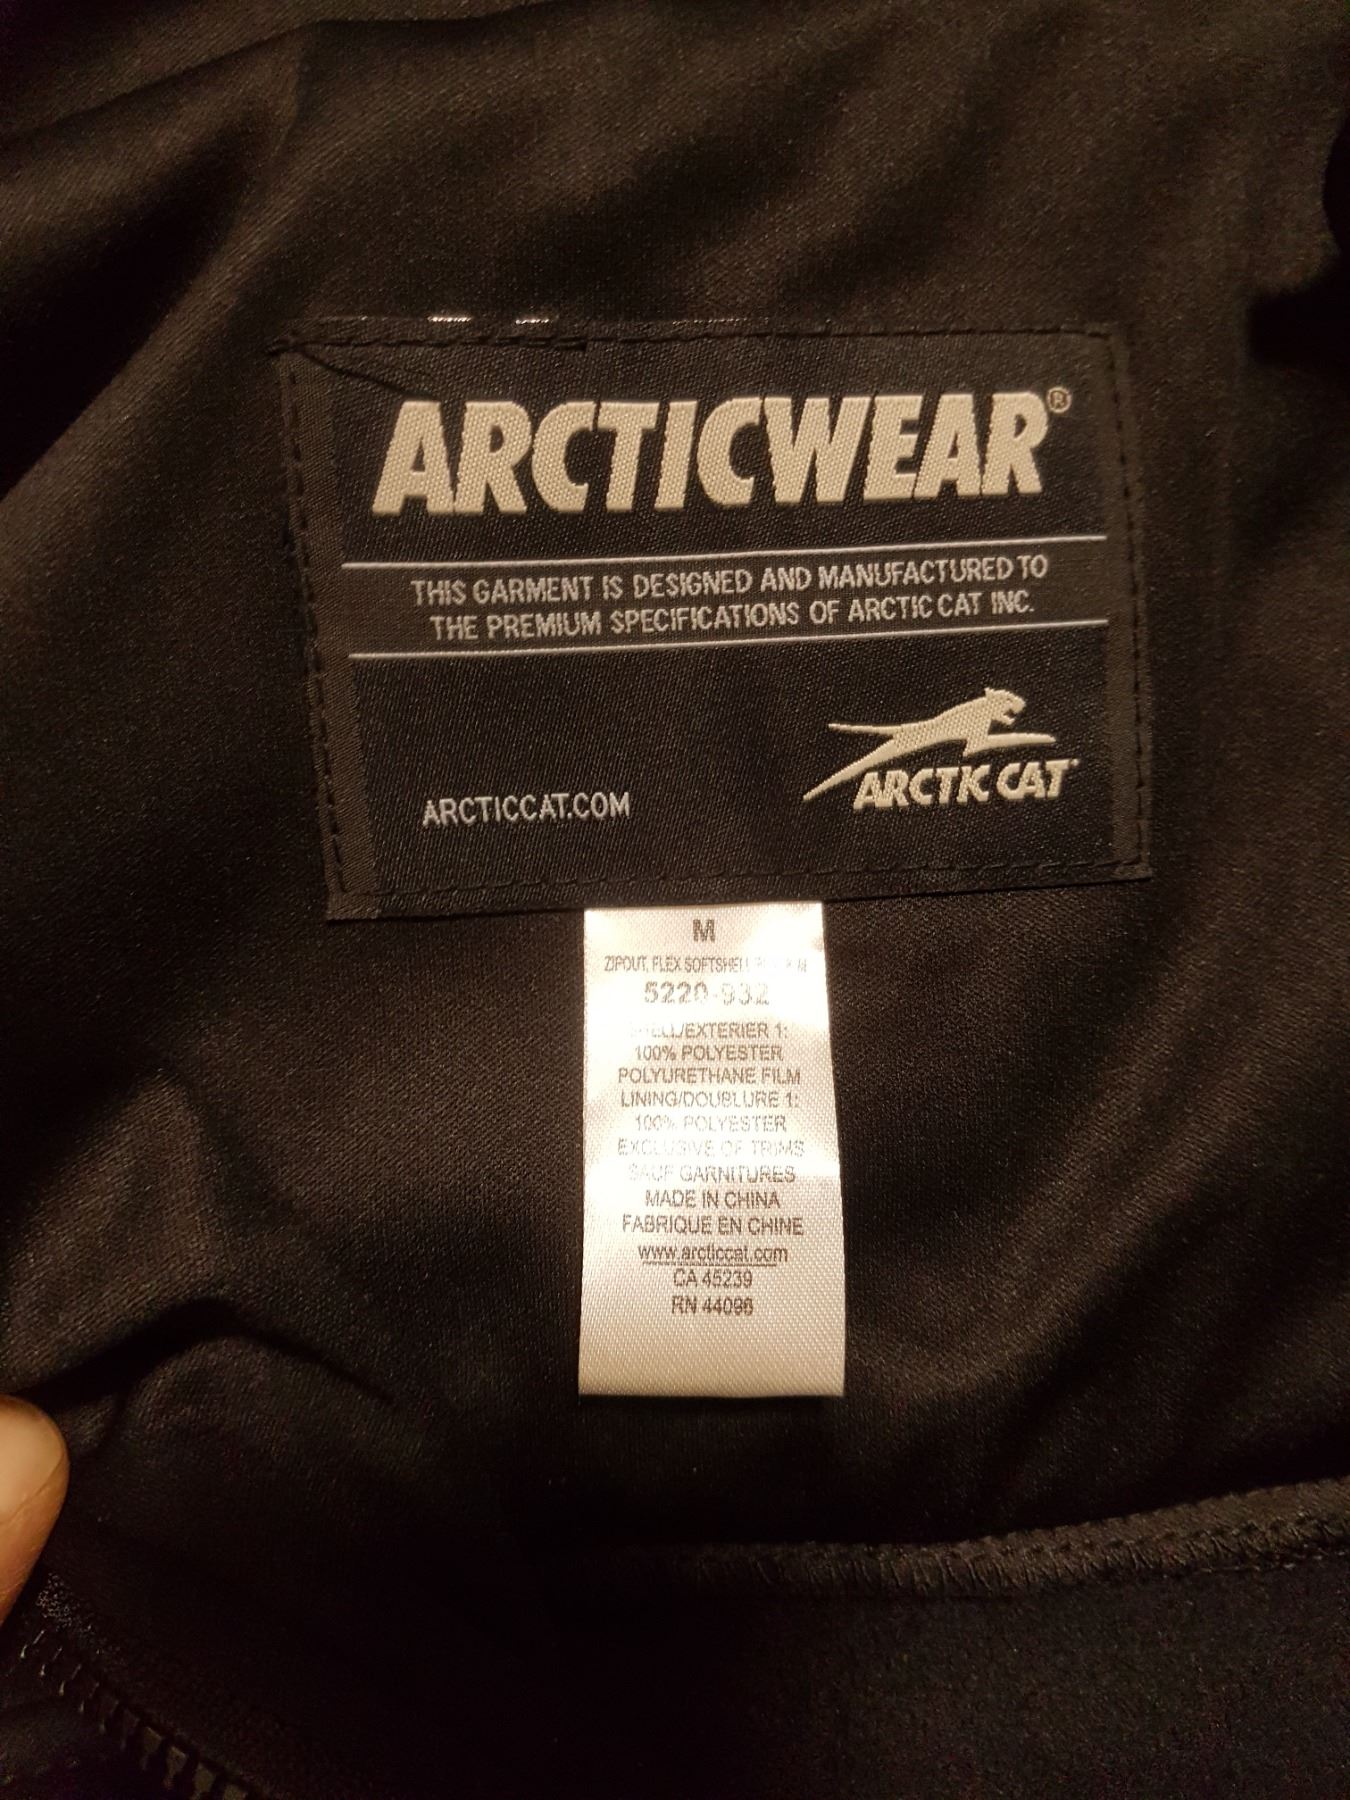 ARCTICWEAR®
THIS GARMENT IS DESIGNED AND MANUFACTURED TO
THE PREMIUM SPECIFICATIONS OF ARCTIC CAT INC.
ARCTICCAT.COM
ARCTIC CAT
M
ZIPOUT, FLEX SOFTSHELL
5220-932
SHELL/EXTERIER 1:
100% POLYESTER
POLYURETHANE FILM
LINING/DOUBLURE 1:
100% POLYESTER
EXCLUSIVE OF TRIMS
SAUF GARNITURES
MADE IN CHINA
FABRIQUE EN CHINE
www.arcticcat.com
CA 45239
RN 44096